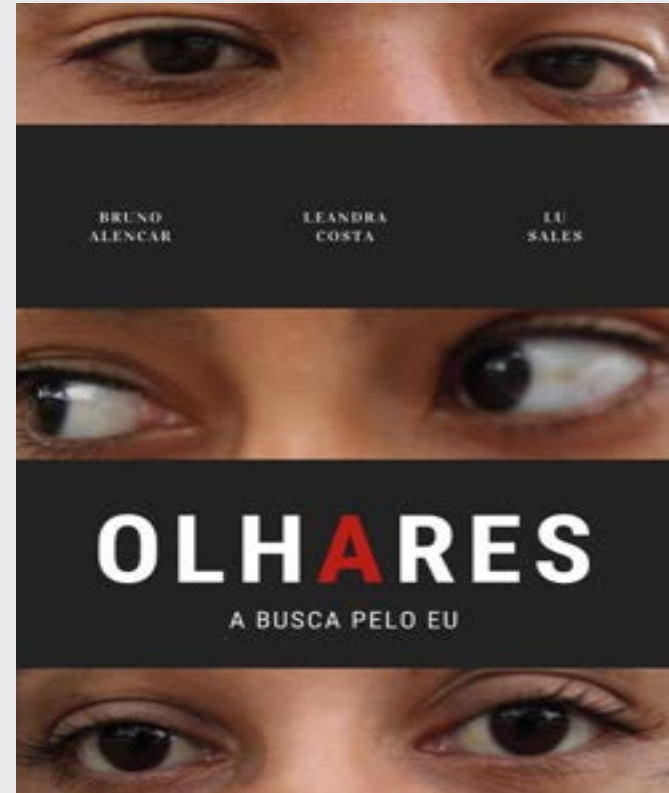 BRUNO
ALENCAR
LEANDRA
COSTA
LU
SALES
OLHARES
A BUSCA PELO EU